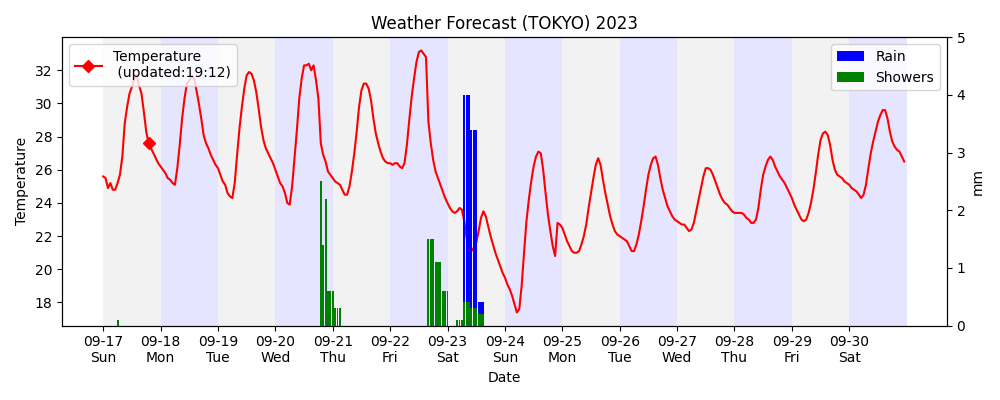 Weather Forecast (TOKYO) 2023
Temperature
(updated:19:12)
Rain
Showers
Temperature
32
30
28
26
24
22
20
18
5
4
3
2
1
0
mm
09-17 09-18 09-19 09-20 09-21 09-22 09-23 09-24 09-25 09-26 09-27 09-28 09-29 09-30
Sun Mon Tue Wed Thu Fri Sat Sun Mon Tue Wed Thu Fri Sat
Date